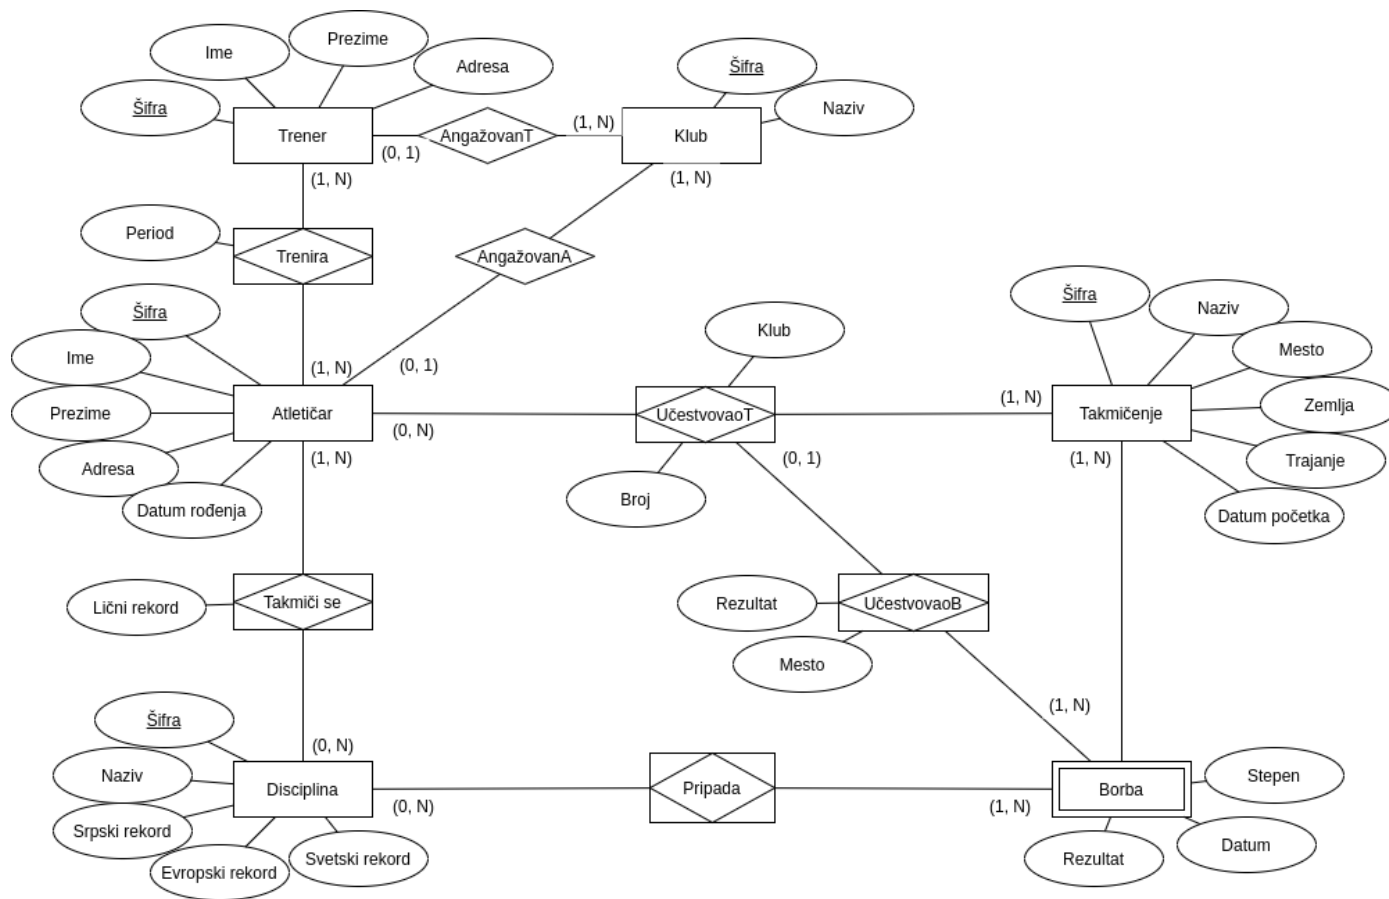 Prezime
Ime
Adresa
Šifra
Naziv
Šifra
Trener
AngažovanT
Klub
(1, N)
(0, 1)
(1, N)
(1, N)
Period
Trenira
AngažovanA
Šifra
Ime
Prezime
Adresa
Datum rođenja
Atletičar
(1, N)
(0, 1)
(0, N)
(1, N)
Klub
UčestvovaoT
Broj
(0, 1)
(1, N)
Šifra
Naziv
Mesto
Zemlja
Trajanje
Datum početka
Takmičenje
(1, N)
Lični rekord
Takmiči se
Rezultat
UčestvovaoB
Mesto
(1, N)
Šifra
(0, N)
Naziv
Disciplina
Srpski rekord
Evropski rekord
Svetski rekord
(0, N)
Pripada
(1, N)
Borba
Stepen
Datum
Rezultat